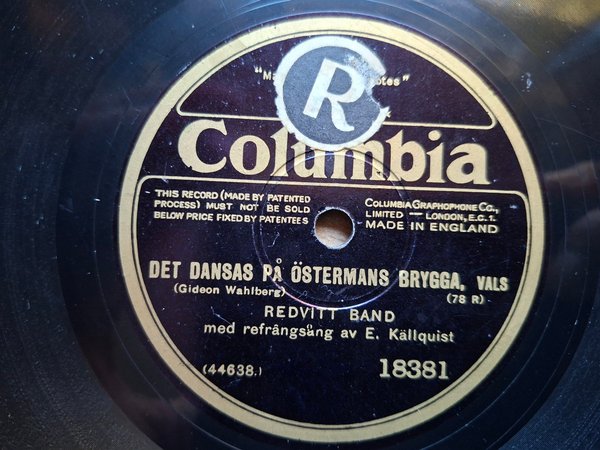 "Ma
otes"
R
Columbia
THIS RECORD (MADE BY PATENTED
PROCESS) MUST NOT BE SOLD
BELOW PRICE FIXED BY PATENTEES
COLUMBIA GRAPHOPHONE CO.,
LIMITED — LONDON, E.C. 1.
MADE IN ENGLAND
DET DANSAS PÅ ÖSTERMANS BRYGGA, VALS
(Gideon Wahlberg) (78 R)
REDVITT BAND
med refrångsång av E. Källquist
(44638.) 18381